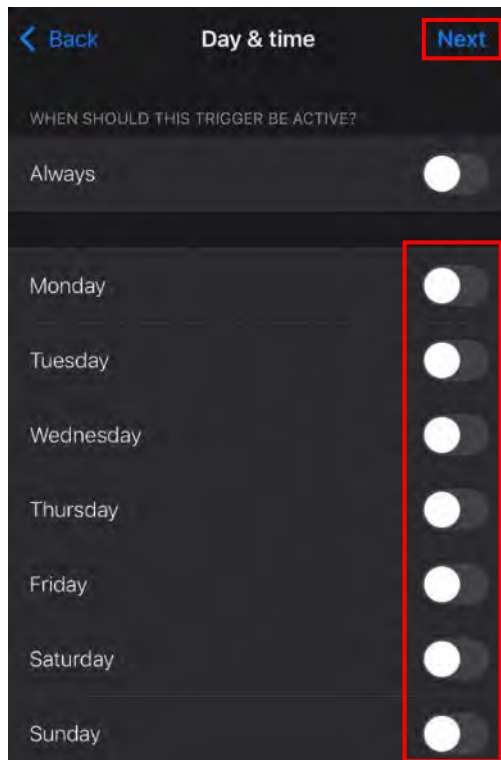 Back Day & time Next
WHEN SHOULD THIS TRIGGER BE ACTIVE?
Always
Monday
Tuesday
Wednesday
Thursday
Friday
Saturday
Sunday